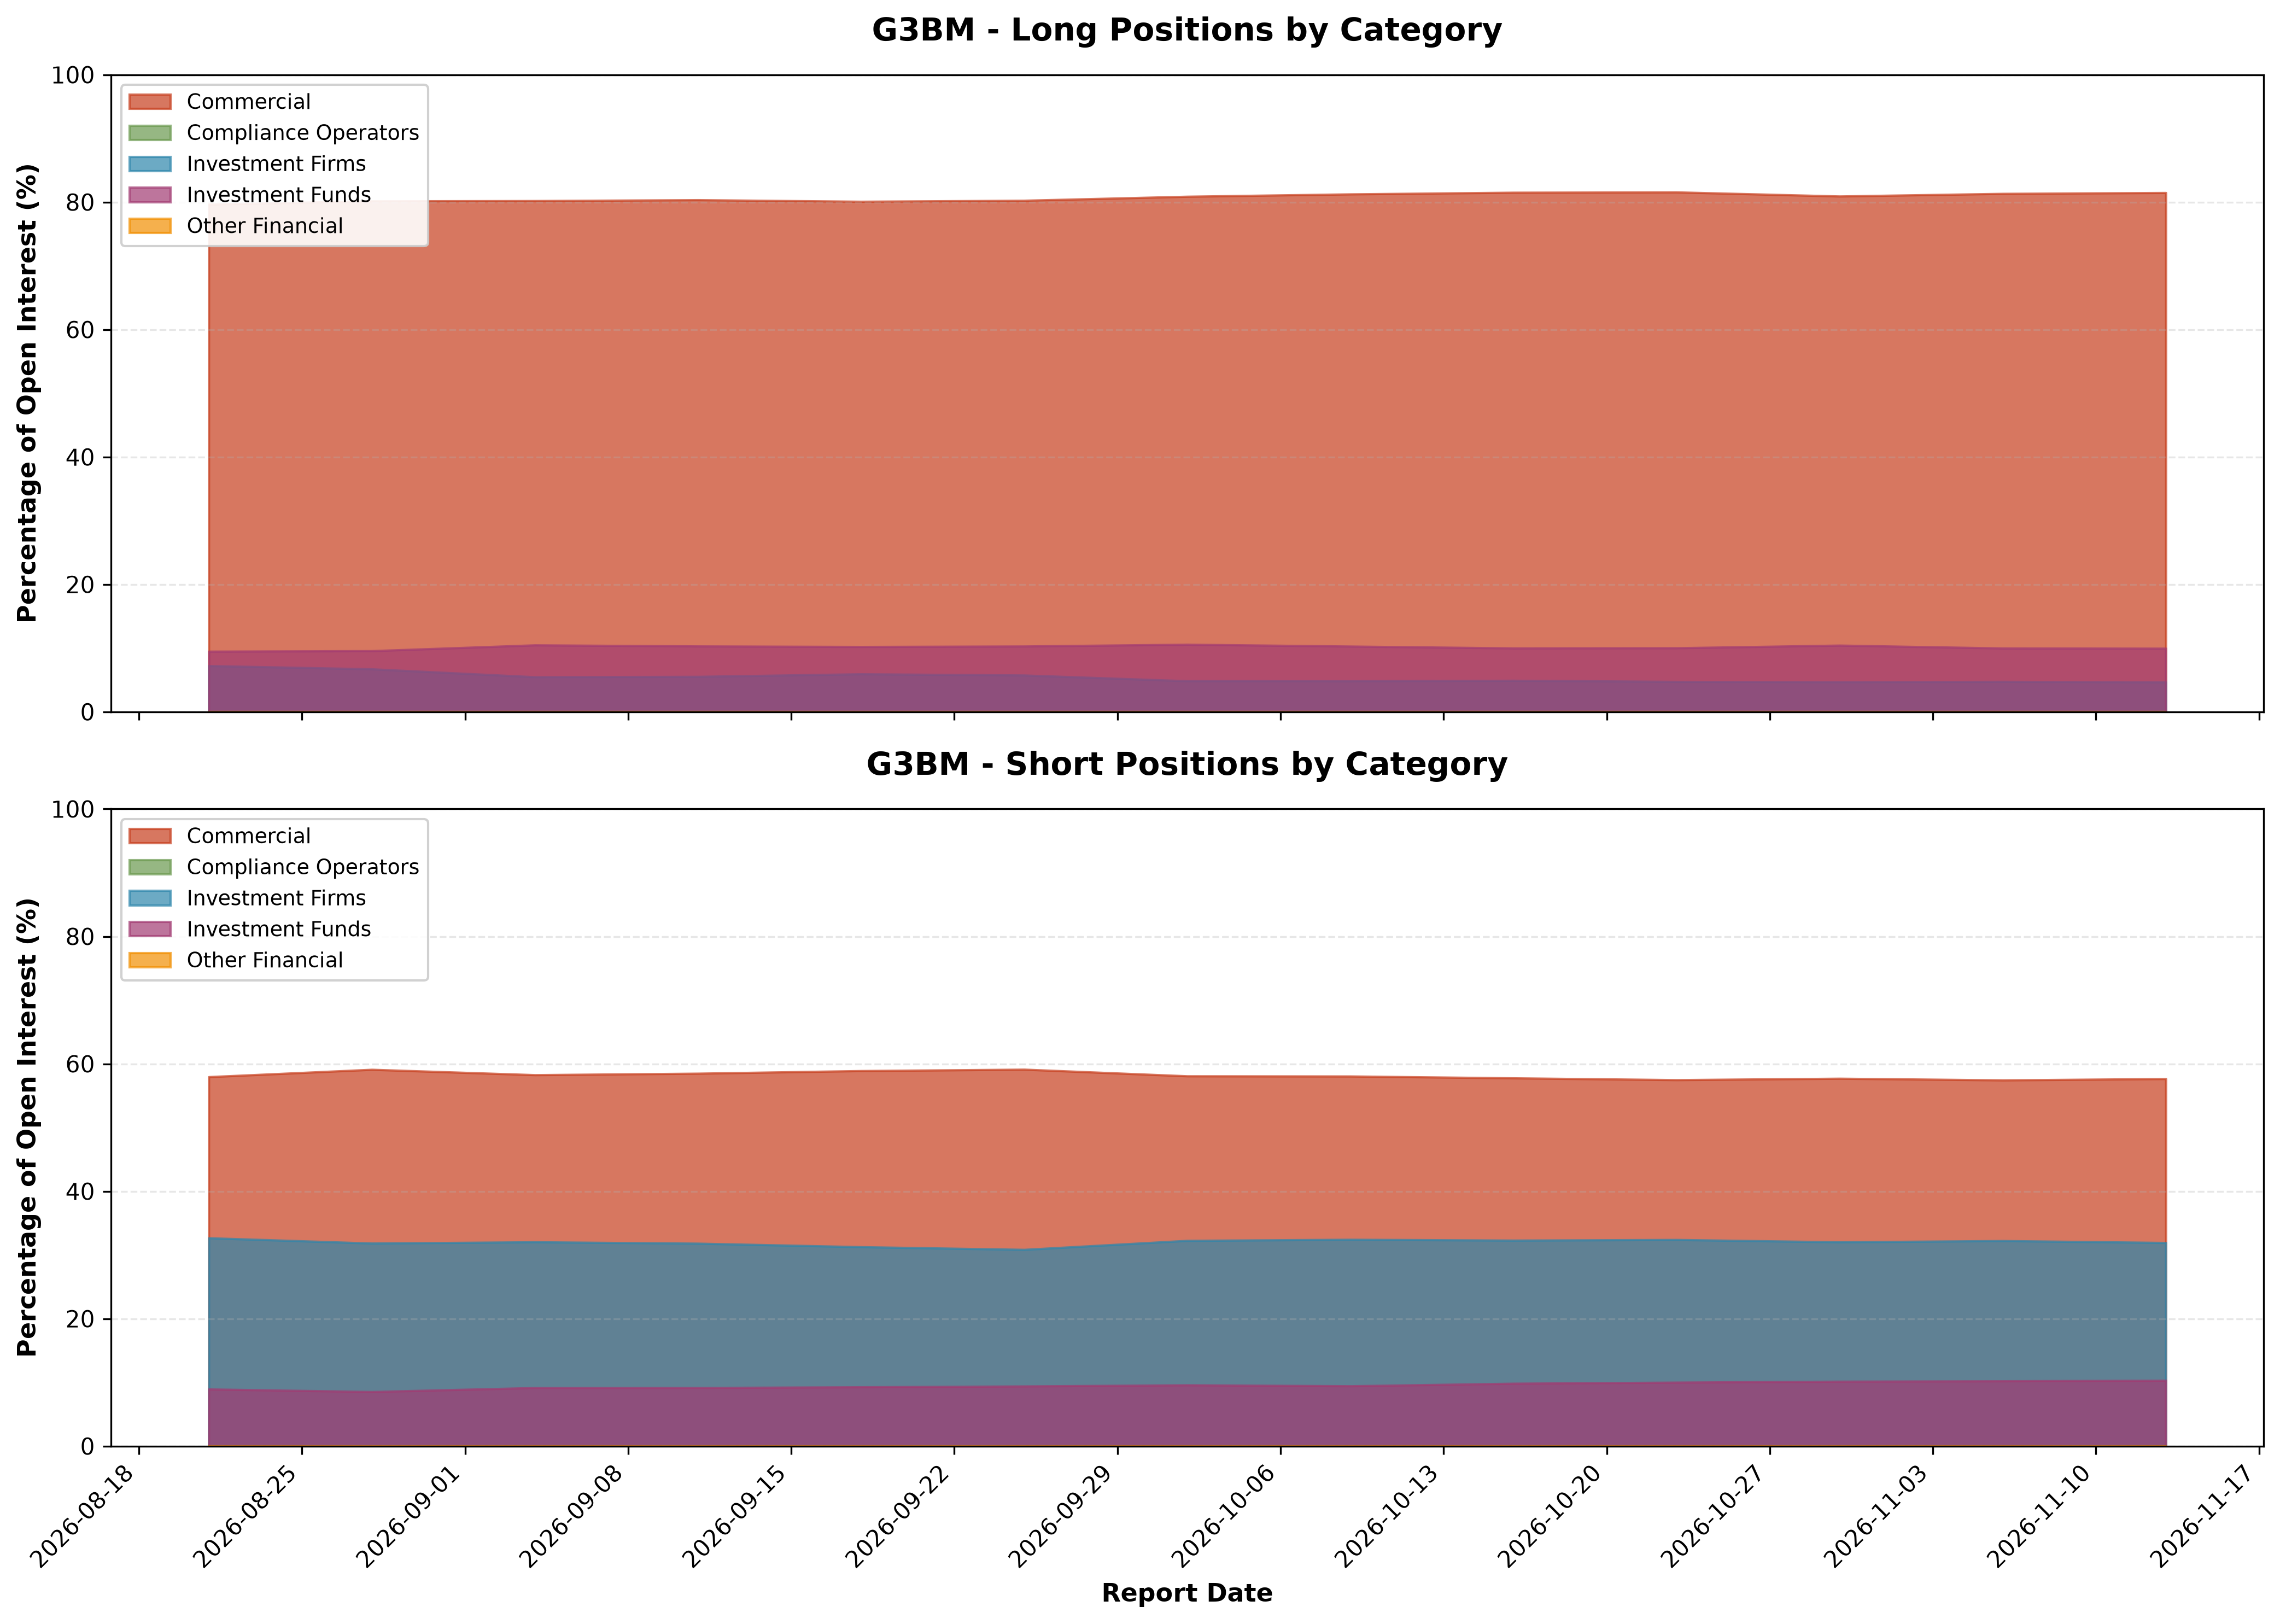 G3BM - Long Positions by Category
Percentage of Open Interest (%)
100
80
60
40
20
0
Commercial
Compliance Operators
Investment Firms
Investment Funds
Other Financial
G3BM - Short Positions by Category
Percentage of Open Interest (%)
100
80
60
40
20
0
Commercial
Compliance Operators
Investment Firms
Investment Funds
Other Financial
2026-08-18
2026-08-25
2026-09-01
2026-09-08
2026-09-15
2026-09-22
2026-09-29
2026-10-06
2026-10-13
2026-10-20
2026-10-27
2026-11-03
2026-11-10
2026-11-17
Report Date